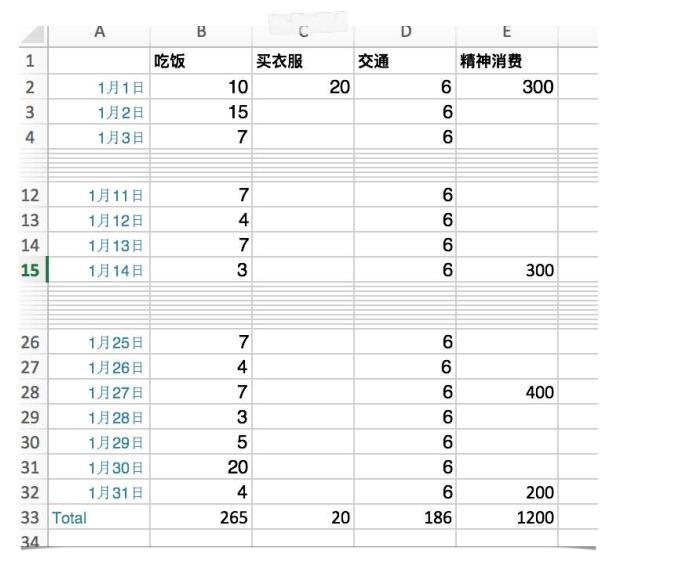 A B C D E
1 吃饭 买衣服 交通 精神消费
2 1月1日 10 20 6 300
3 1月2日 15 6
4 1月3日 7 6
12 1月11日 7 6
13 1月12日 4 6
14 1月13日 7 6
15 1月14日 3 6 300
26 1月25日 7 6
27 1月26日 4 6
28 1月27日 7 6 400
29 1月28日 3 6
30 1月29日 5 6
31 1月30日 20 6
32 1月31日 4 6 200
33 Total 265 20 186 1200
34